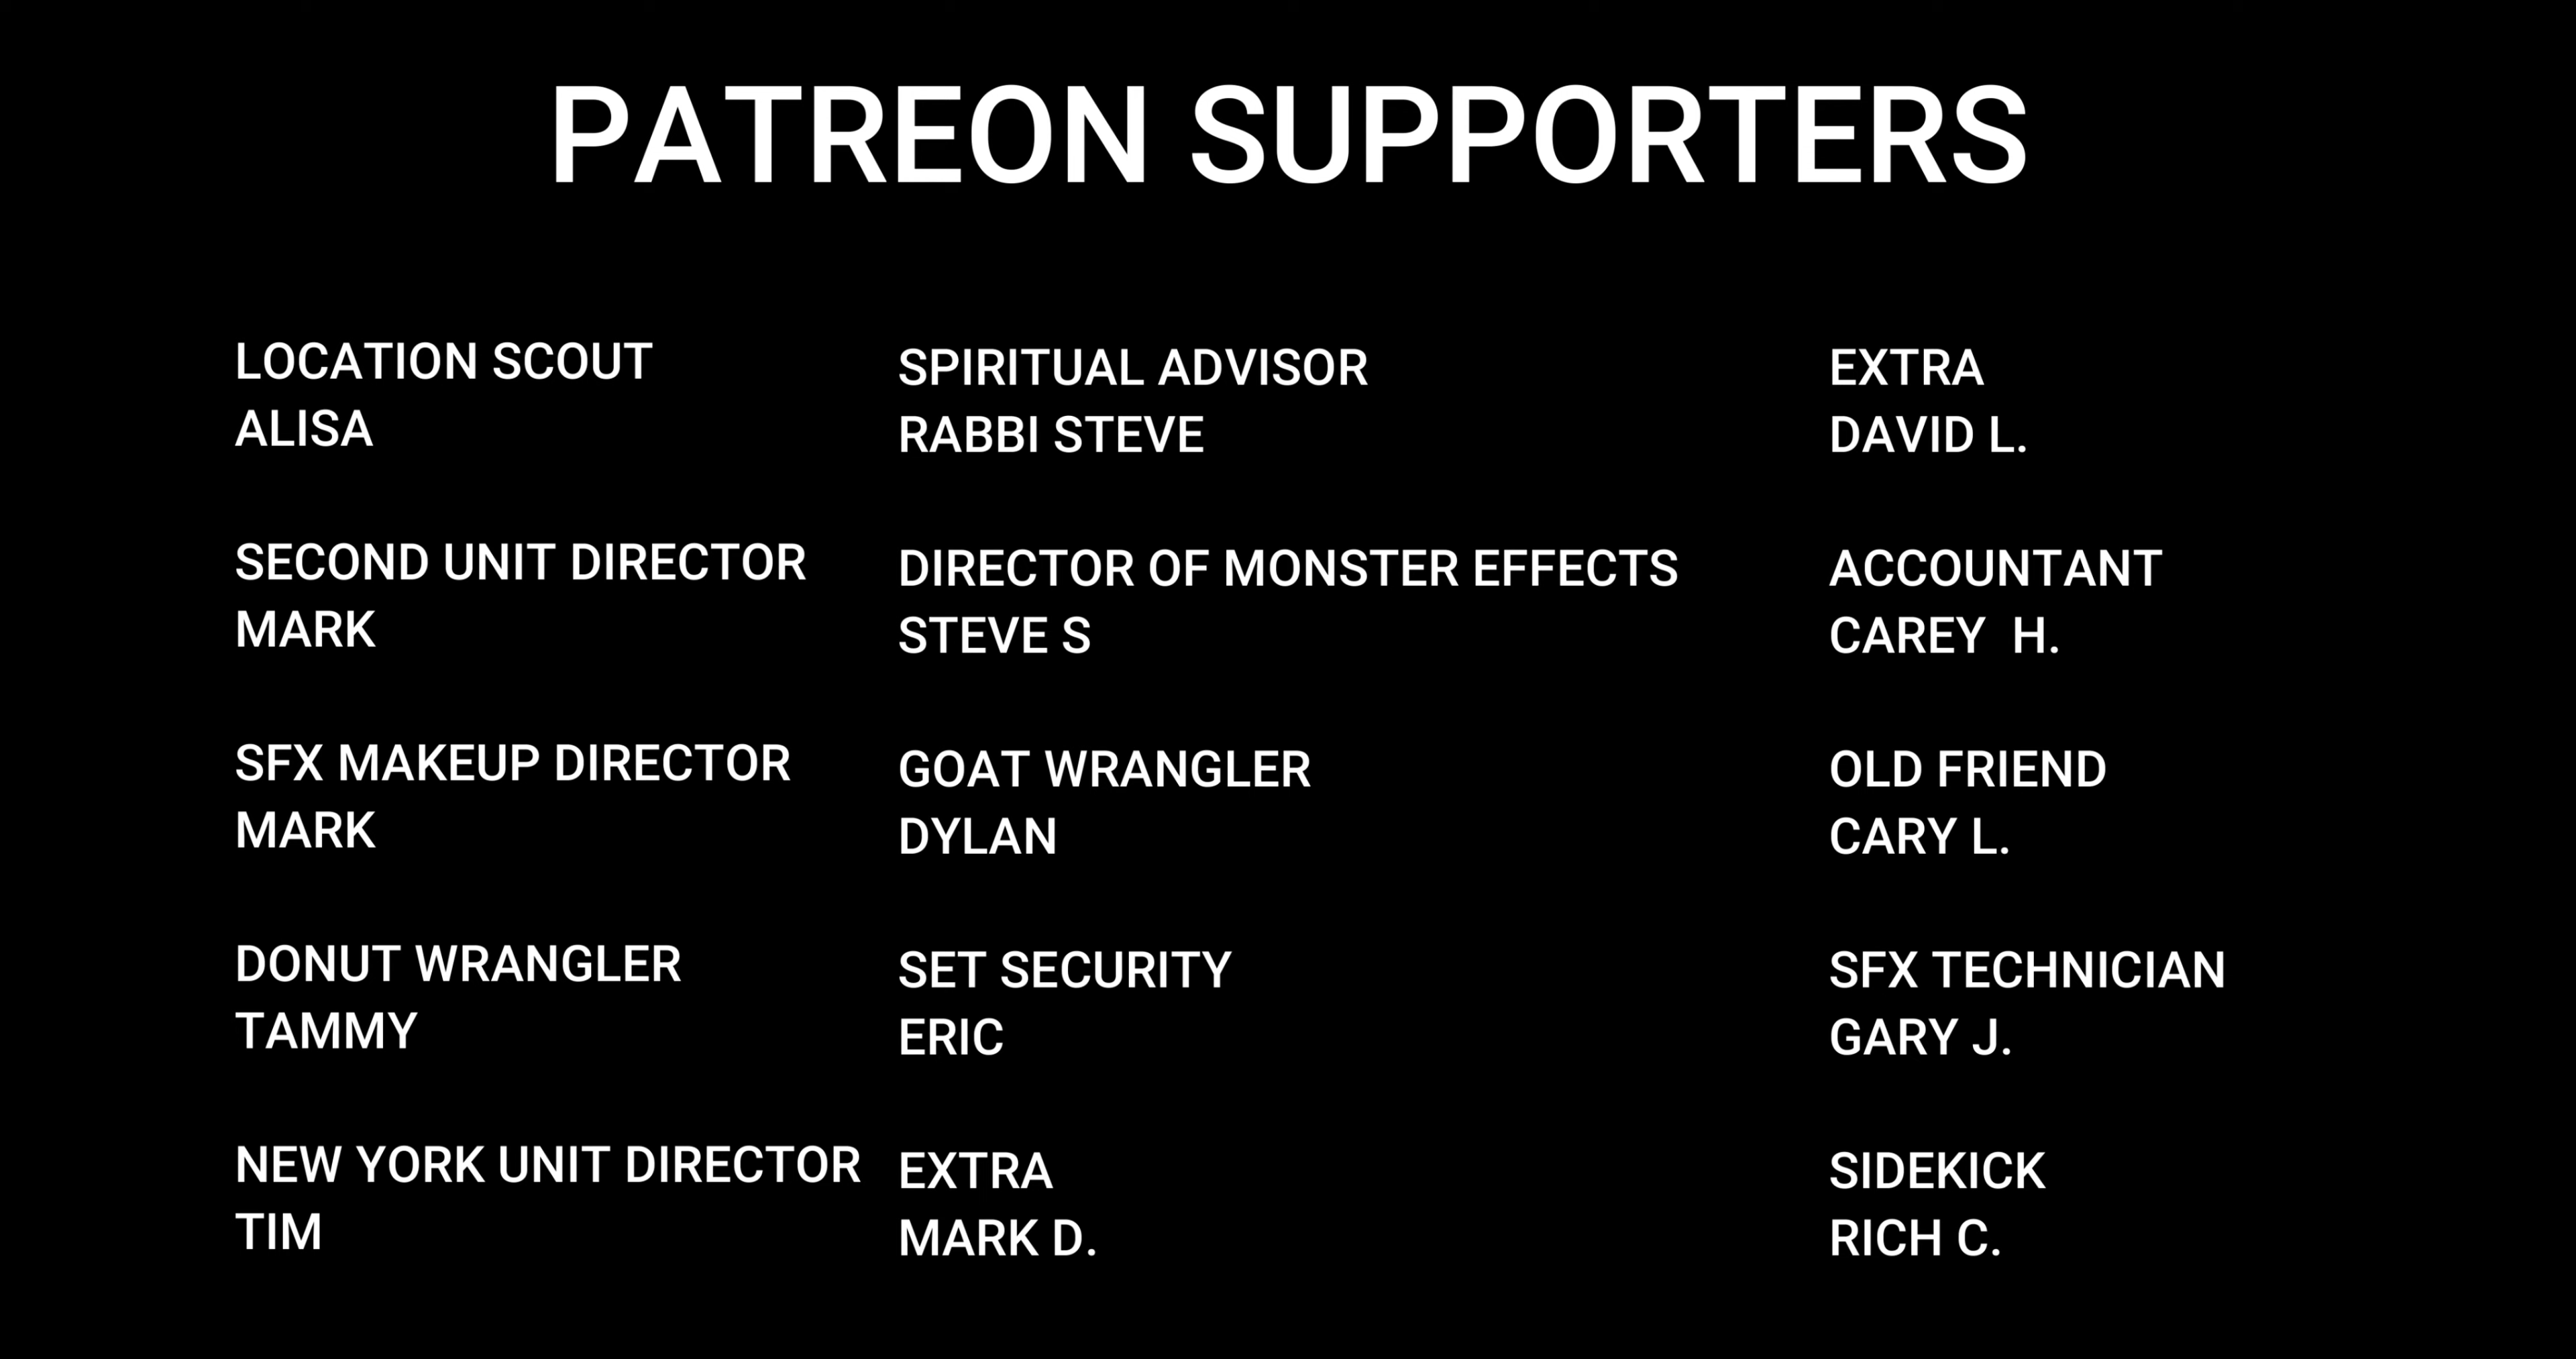 PATREON SUPPORTERS
LOCATION SCOUT
ALISA
SECOND UNIT DIRECTOR
MARK
SFX MAKEUP DIRECTOR
MARK
DONUT WRANGLER
TAMMY
NEW YORK UNIT DIRECTOR
TIM
SPIRITUAL ADVISOR
RABBI STEVE
DIRECTOR OF MONSTER EFFECTS
STEVE S
GOAT WRANGLER
DYLAN
SET SECURITY
ERIC
EXTRA
MARK D.
EXTRA
DAVID L.
ACCOUNTANT
CAREY  H.
OLD FRIEND
CARY L.
SFX TECHNICIAN
GARY J.
SIDEKICK
RICH C.